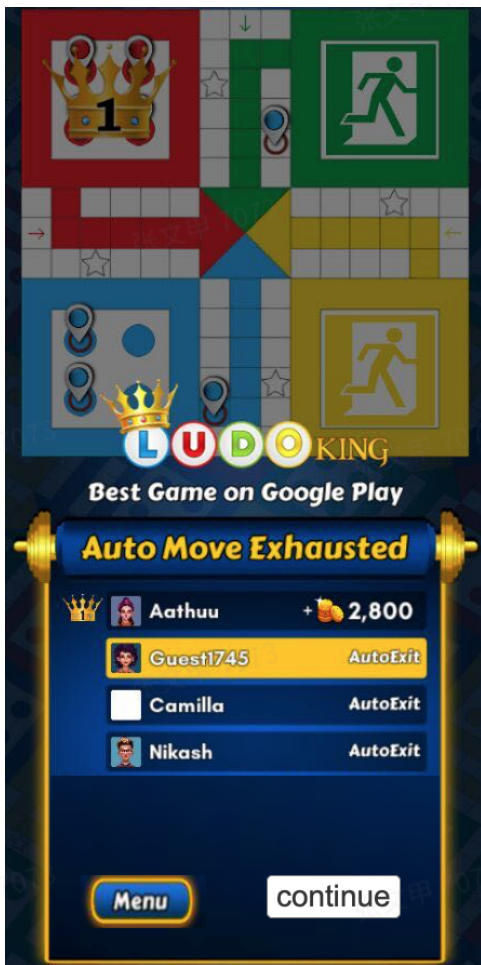 1
LUDO KING
Best Game on Google Play
Auto Move Exhausted
1 Aathuu + 2,800
Guest1745 AutoExit
Camilla AutoExit
Nikash AutoExit
Menu continue